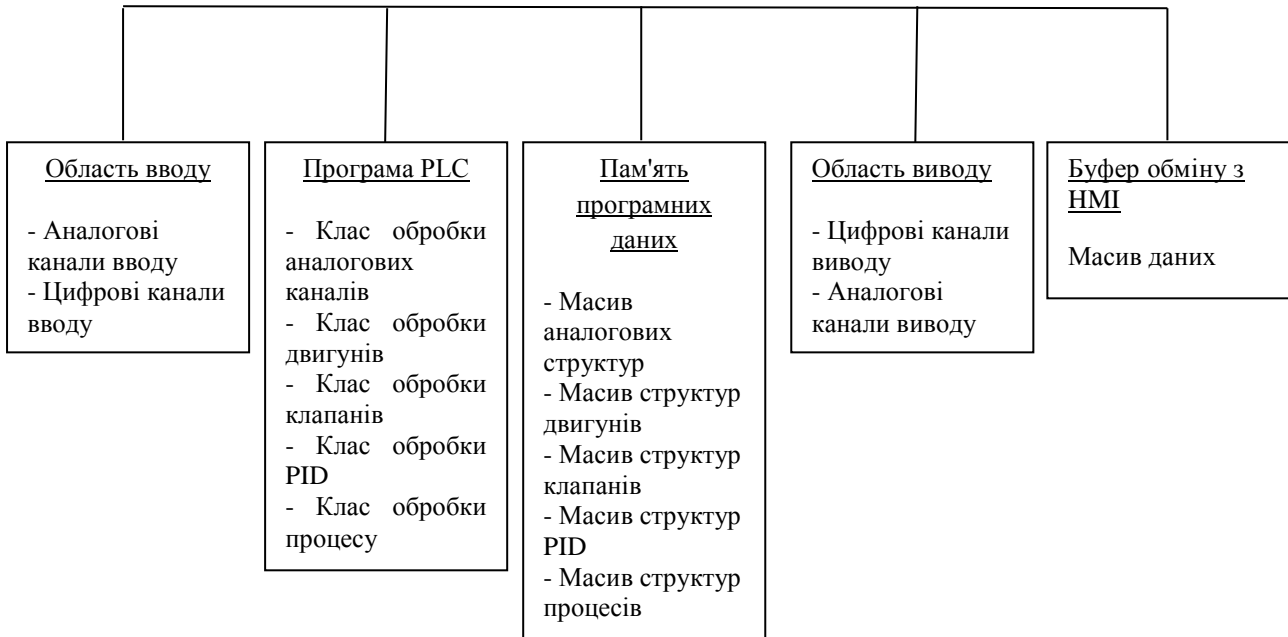 Область вводу
- Аналогові
канали вводу
- Цифрові канали
вводу
Програма PLC
- Клас обробки
аналогових
каналів
- Клас обробки
двигунів
- Клас обробки
клапанів
- Клас обробки
PID
- Клас обробки
процесу
Пам'ять
програмних
даних
- Масив
аналогових
структур
- Масив структур
двигунів
- Масив структур
клапанів
- Масив структур
PID
- Масив структур
процесів
Область виводу
- Цифрові канали
виводу
- Аналогові
канали виводу
Буфер обміну з
HMI
Масив даних